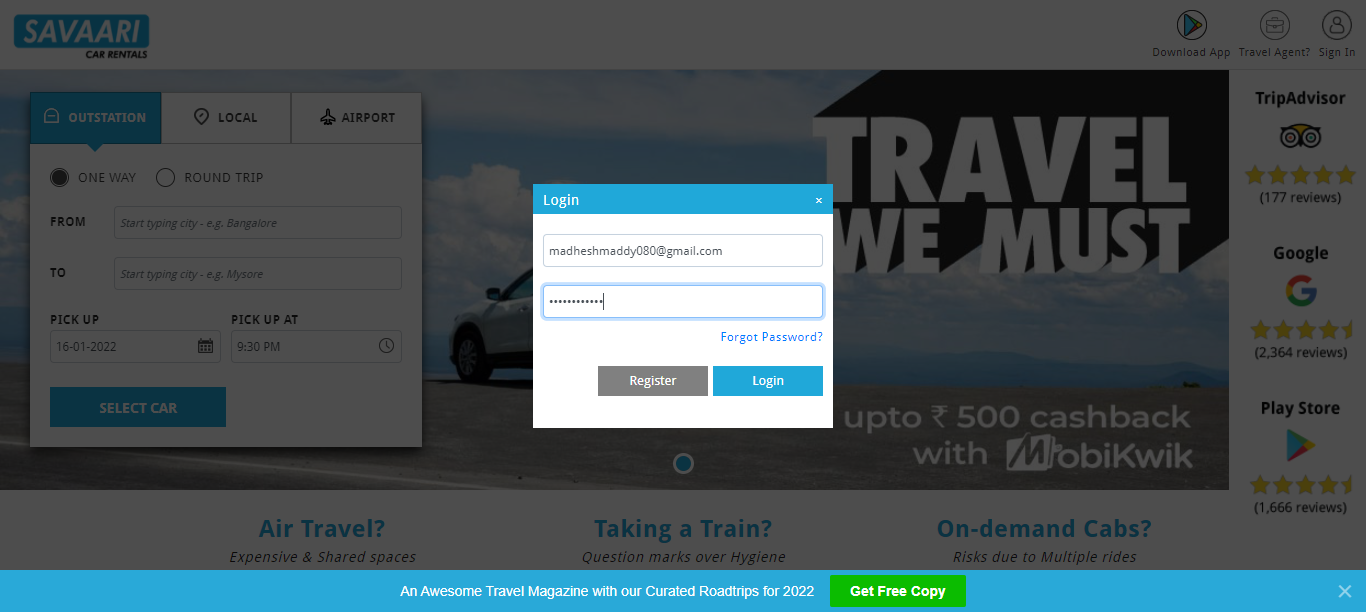 SAVAARI
CAR RENTALS
Download App
Travel Agent?
Sign In
OUTSTATION
LOCAL
AIRPORT
ONE WAY
ROUND TRIP
FROM
Start typing city - e.g. Bangalore
TO
Start typing city - e.g. Mysore
PICK UP
PICK UP AT
16-01-2022
9:30 PM
SELECT CAR
Login
×
madheshmaddy080@gmail.com
••••••••••••
Forgot Password?
Register
Login
TRAVEL
WE MUST
upto ₹ 500 cashback
with MobiKwik
TripAdvisor
(177 reviews)
Google
(2,364 reviews)
Play Store
(1,666 reviews)
Air Travel?
Expensive & Shared spaces
Taking a Train?
Question marks over Hygiene
On-demand Cabs?
Risks due to Multiple rides
An Awesome Travel Magazine with our Curated Roadtrips for 2022
Get Free Copy